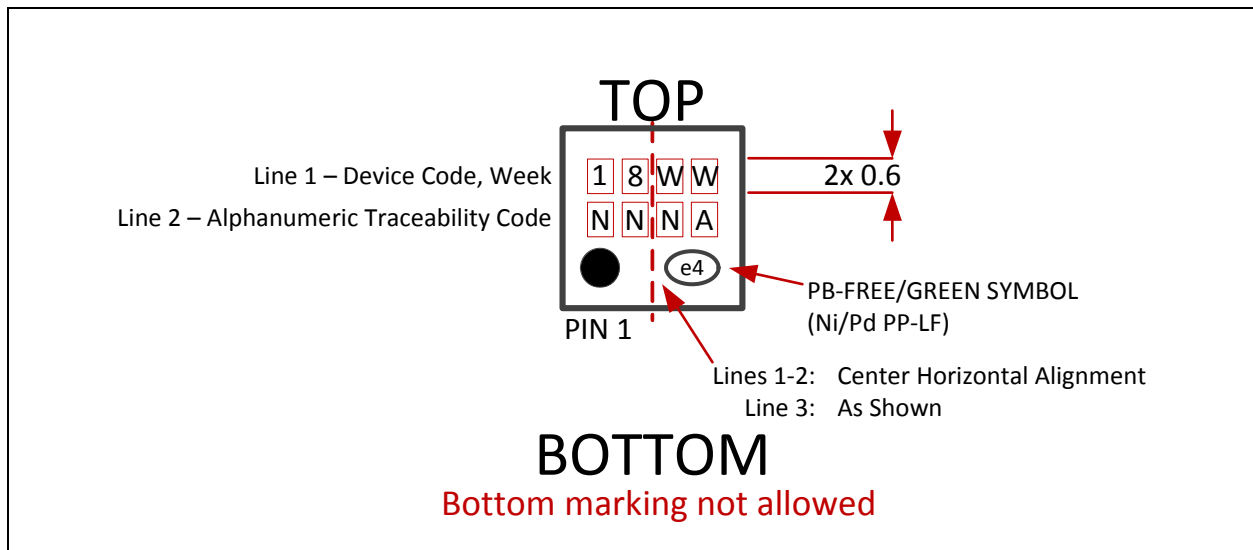 TOP
Line 1 – Device Code, Week
1 8 W W
2x 0.6
Line 2 – Alphanumeric Traceability Code
N N N A
e4
PB-FREE/GREEN SYMBOL
(Ni/Pd PP-LF)
PIN 1
Lines 1-2: Center Horizontal Alignment
Line 3: As Shown
BOTTOM
Bottom marking not allowed